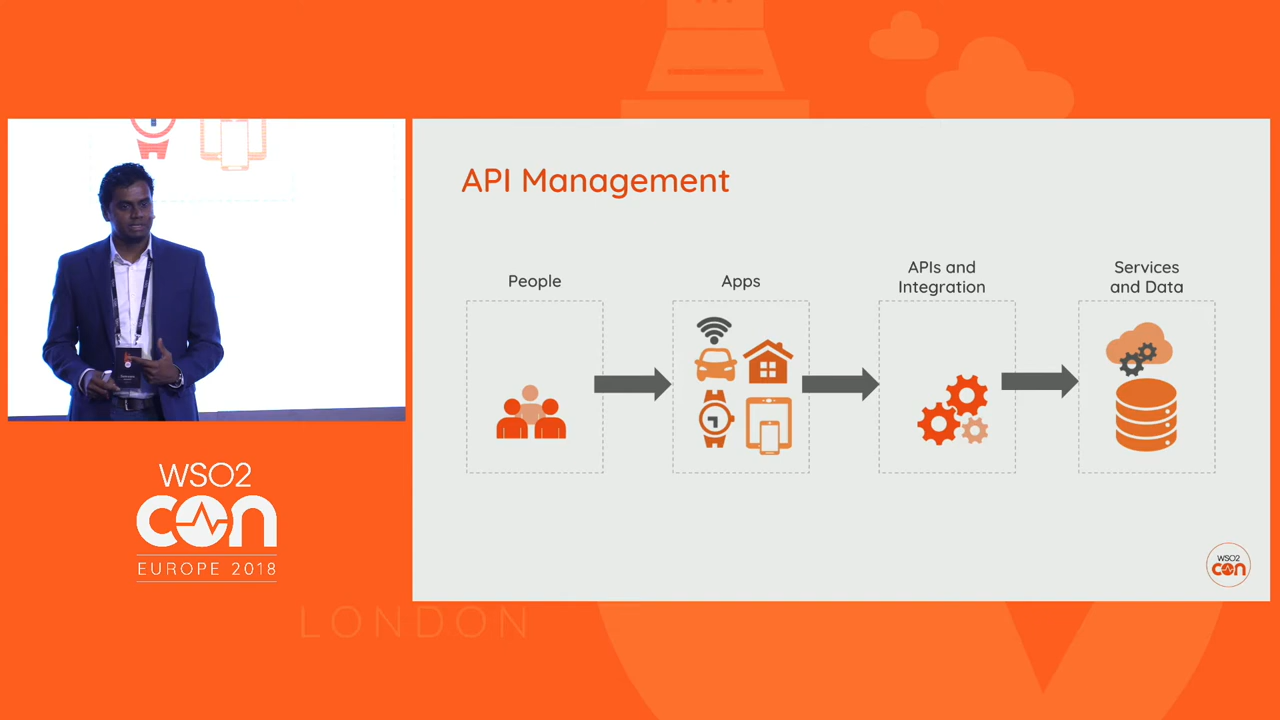 API Management
People
Apps
APIs and
Integration
Services
and Data
WSO2
CON
EUROPE 2018
LONDON
WSO2
CON